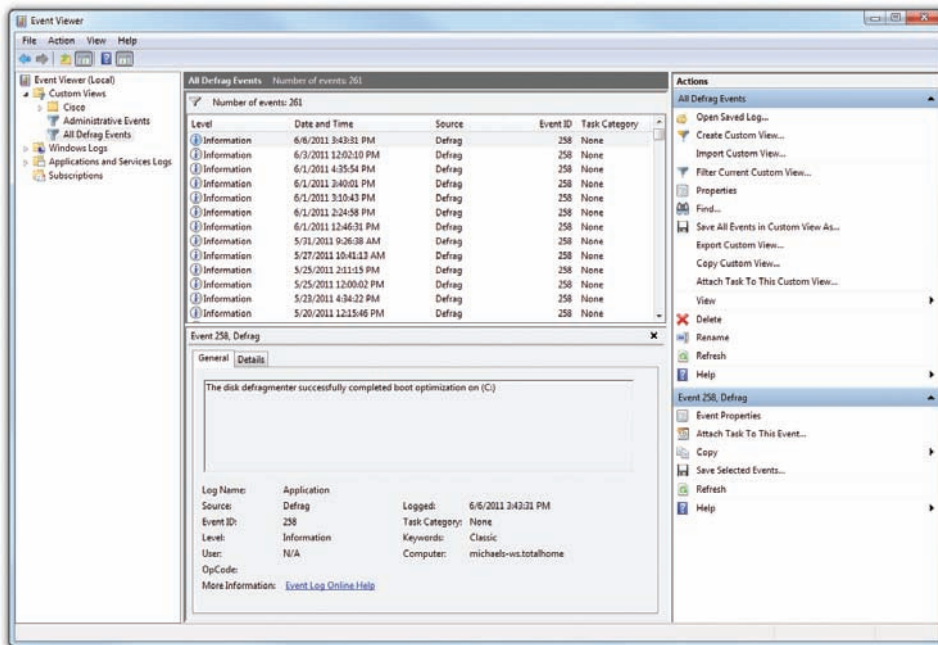 Event Viewer
File Action View Help
Event Viewer (Local)
Custom Views
Cisco
Administrative Events
All Defrag Events
Windows Logs
Applications and Services Logs
Subscriptions
All Defrag Events Number of events: 261
Number of events: 261
Level Date and Time Source Event ID Task Category
Information 6/6/2011 3:43:31 PM Defrag 258 None
Information 6/3/2011 12:02:10 PM Defrag 258 None
Information 6/1/2011 4:35:54 PM Defrag 258 None
Information 6/1/2011 3:40:01 PM Defrag 258 None
Information 6/1/2011 3:10:43 PM Defrag 258 None
Information 6/1/2011 2:24:58 PM Defrag 258 None
Information 6/1/2011 12:46:31 PM Defrag 258 None
Information 5/31/2011 9:26:38 AM Defrag 258 None
Information 5/27/2011 10:41:13 AM Defrag 258 None
Information 5/25/2011 2:11:15 PM Defrag 258 None
Information 5/25/2011 12:00:02 PM Defrag 258 None
Information 5/23/2011 4:34:22 PM Defrag 258 None
Information 5/20/2011 12:15:46 PM Defrag 258 None
Event 258, Defrag
General Details
The disk defragmenter successfully completed boot optimization on (C:)
Log Name: Application
Source: Defrag Logged: 6/6/2011 3:43:31 PM
Event ID: 258 Task Category: None
Level: Information Keywords: Classic
User: N/A Computer: michaels-ws.totalhome
OpCode:
More Information: Event Log Online Help
Actions
All Defrag Events
Open Saved Log...
Create Custom View...
Import Custom View...
Filter Current Custom View...
Properties
Find...
Save All Events in Custom View As...
Export Custom View...
Copy Custom View...
Attach Task To This Custom View...
View
Delete
Rename
Refresh
Help
Event 258, Defrag
Event Properties
Attach Task To This Event...
Copy
Save Selected Events...
Refresh
Help